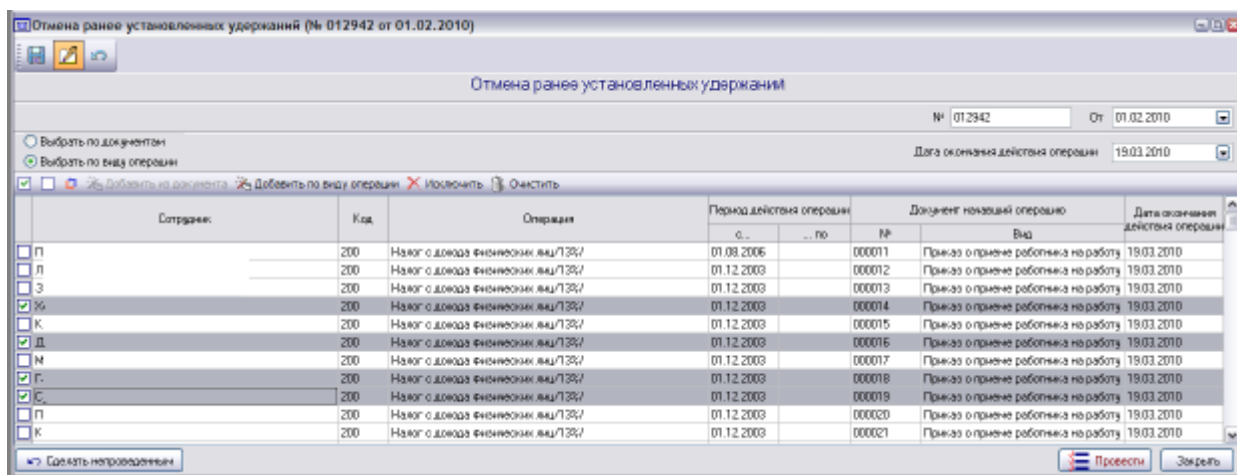 Отмена ранее установленных удержаний (№ 012942 от 01.02.2010)
Отмена ранее установленных удержаний
№ 012942 От 01.02.2010
Выбрать по документам
Выбрать по виду операции
Дата окончания действия операции 19.03.2010
Добавить из документа Добавить по виду операции Исключить Очистить
Сотрудник Код Операция Период действия операции Документ начавший операцию Дата окончания действия операции
с... ... по № Вид
П 200 Налог с дохода физических лиц/13%/ 01.08.2006 000011 Приказ о приеме работника на работу 19.03.2010
Л 200 Налог с дохода физических лиц/13%/ 01.12.2003 000012 Приказ о приеме работника на работу 19.03.2010
З 200 Налог с дохода физических лиц/13%/ 01.12.2003 000013 Приказ о приеме работника на работу 19.03.2010
200 Налог с дохода физических лиц/13%/ 01.12.2003 000014 Приказ о приеме работника на работу 19.03.2010
К 200 Налог с дохода физических лиц/13%/ 01.12.2003 000015 Приказ о приеме работника на работу 19.03.2010
Д 200 Налог с дохода физических лиц/13%/ 01.12.2003 000016 Приказ о приеме работника на работу 19.03.2010
М 200 Налог с дохода физических лиц/13%/ 01.12.2003 000017 Приказ о приеме работника на работу 19.03.2010
Г 200 Налог с дохода физических лиц/13%/ 01.12.2003 000018 Приказ о приеме работника на работу 19.03.2010
С 200 Налог с дохода физических лиц/13%/ 01.12.2003 000019 Приказ о приеме работника на работу 19.03.2010
П 200 Налог с дохода физических лиц/13%/ 01.12.2003 000020 Приказ о приеме работника на работу 19.03.2010
К 200 Налог с дохода физических лиц/13%/ 01.12.2003 000021 Приказ о приеме работника на работу 19.03.2010
Сделать непроведенным Провести Закрыть